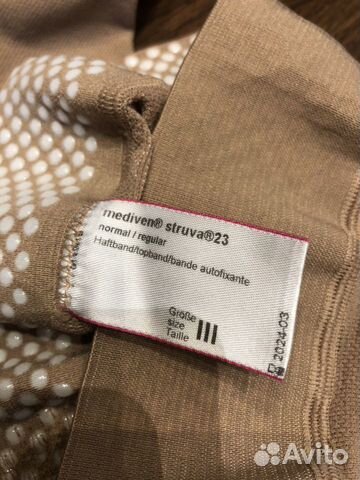 mediven® struva®23
normal / regular
Haftband/topband/bande autofixante
Größe
size
Taille
III
2024-03
Avito